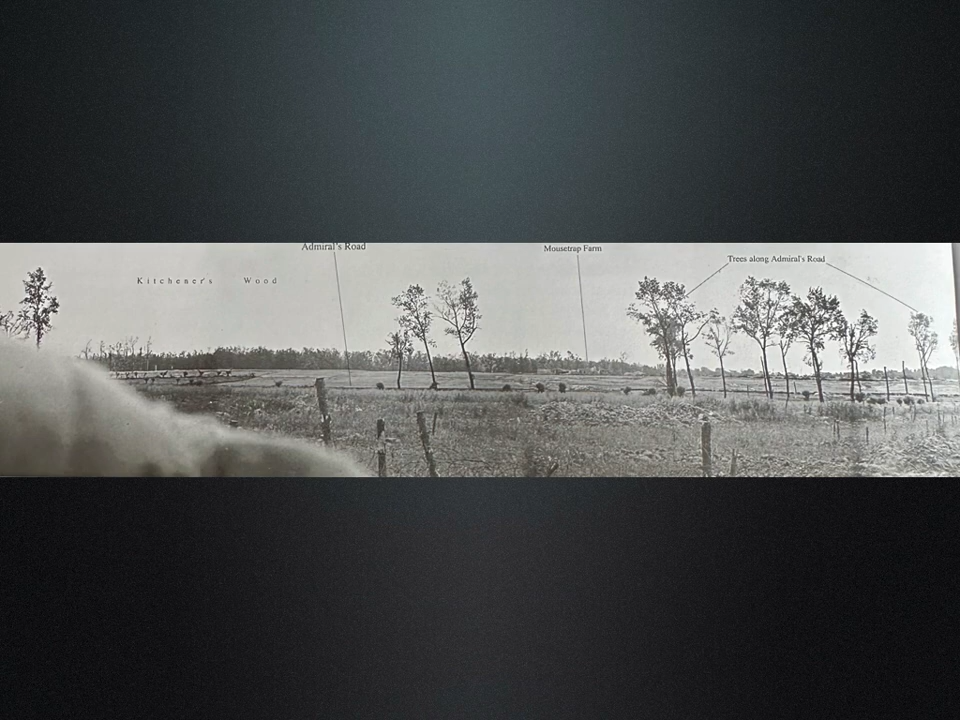 Admiral's Road
Mousetrap Farm
Trees along Admiral's Road
Kitchener's Wood